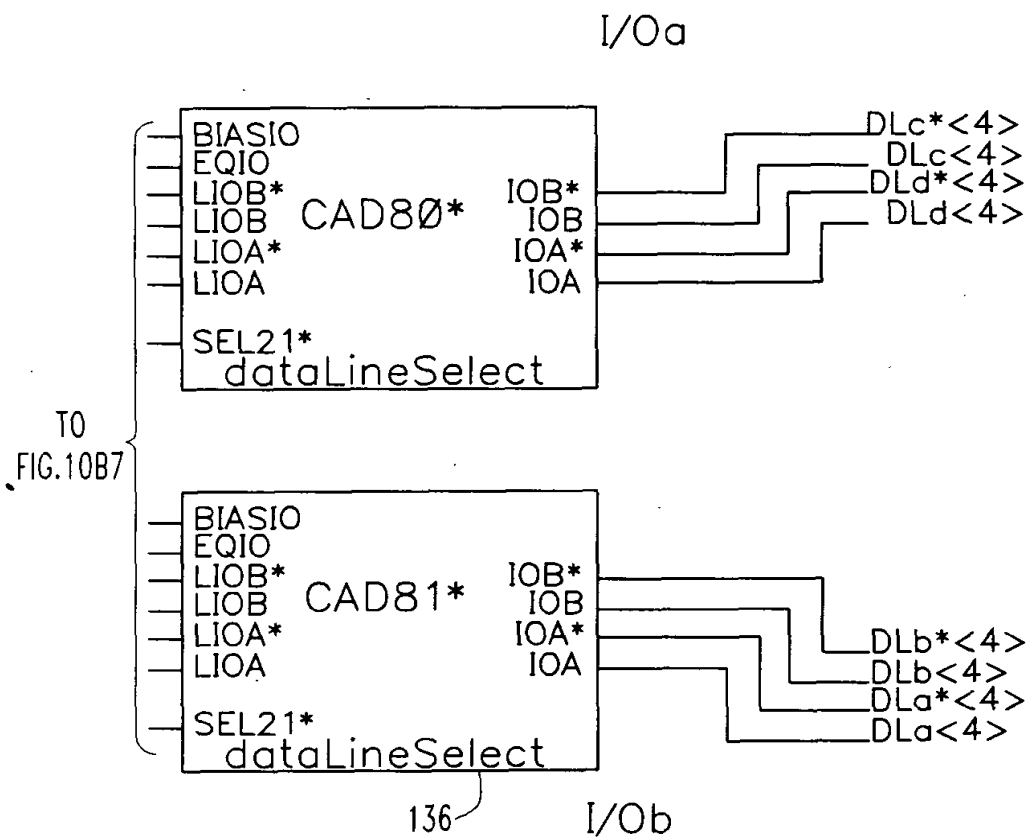 I/Oa
BIASIO
EQIO
LIOB*
LIOB
LIOA*
LIOA
SEL21*
CAD8Ø*
IOB*
IOB
IOA*
IOA
dataLineSelect
DLc*<4>
DLc<4>
DLd*<4>
DLd<4>
TO
FIG.10B7
BIASIO
EQIO
LIOB*
LIOB
LIOA*
LIOA
SEL21*
CAD81*
IOB*
IOB
IOA*
IOA
dataLineSelect
DLb*<4>
DLb<4>
DLa*<4>
DLa<4>
136
I/Ob